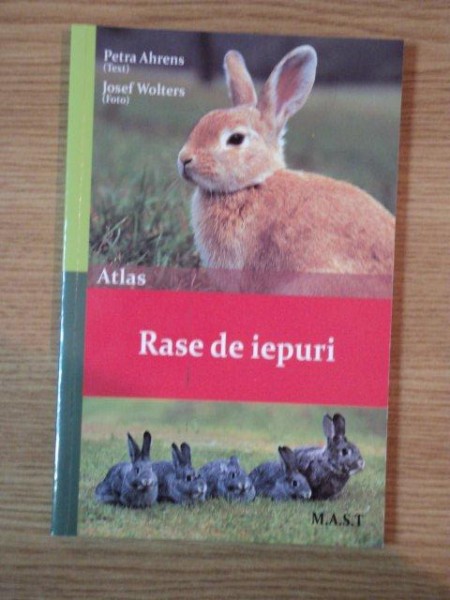 Petra Ahrens
(Text)
Josef Wolters
(Foto)
Atlas
Rase de iepuri
M.A.S.T